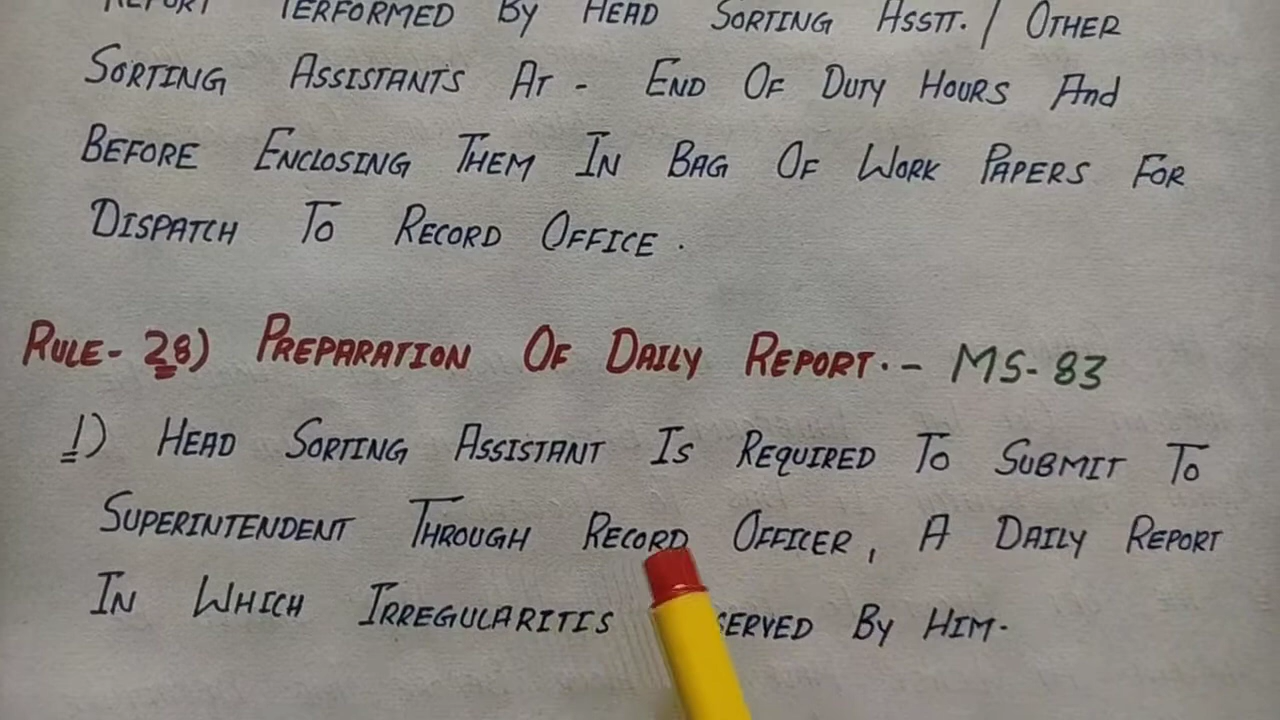 REPORT PERFORMED BY HEAD SORTING ASSTT. / OTHER
SORTING ASSISTANTS AT - END OF DUTY HOURS And
BEFORE ENCLOSING THEM IN BAG OF WORK PAPERS FOR
DISPATCH TO RECORD OFFICE.
RULE- 28) PREPARATION OF DAILY REPORT.- MS-83
1) HEAD SORTING ASSISTANT IS REQUIRED TO SUBMIT TO
SUPERINTENDENT THROUGH RECORD OFFICER, A DAILY REPORT
IN WHICH IRREGULARITIS SERVED BY HIM.